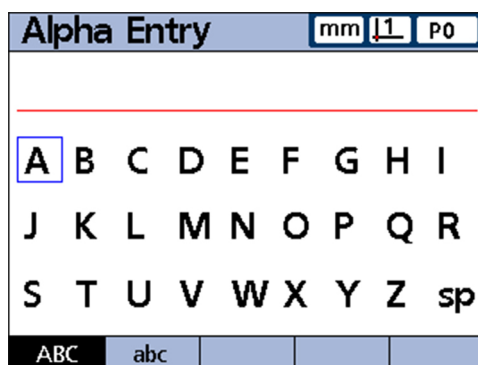 Alpha Entry mm 1 P0
A B C D E F G H I
J K L M N O P Q R
S T U V W X Y Z sp
ABC abc